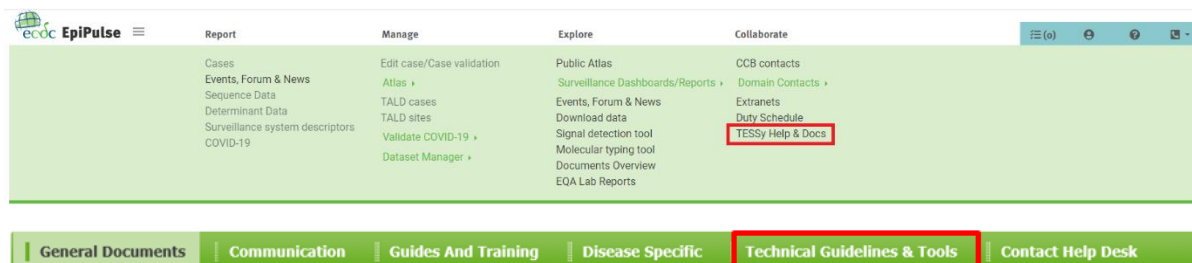 ecdc EpiPulse
Report
Manage
Explore
Collaborate
(0)
Cases
Events, Forum & News
Sequence Data
Determinant Data
Surveillance system descriptors
COVID-19
Edit case/Case validation
Atlas
TALD cases
TALD sites
Validate COVID-19
Dataset Manager
Public Atlas
Surveillance Dashboards/Reports
Events, Forum & News
Download data
Signal detection tool
Molecular typing tool
Documents Overview
EQA Lab Reports
CCB contacts
Domain Contacts
Extranets
Duty Schedule
TESSy Help & Docs
General Documents
Communication
Guides And Training
Disease Specific
Technical Guidelines & Tools
Contact Help Desk